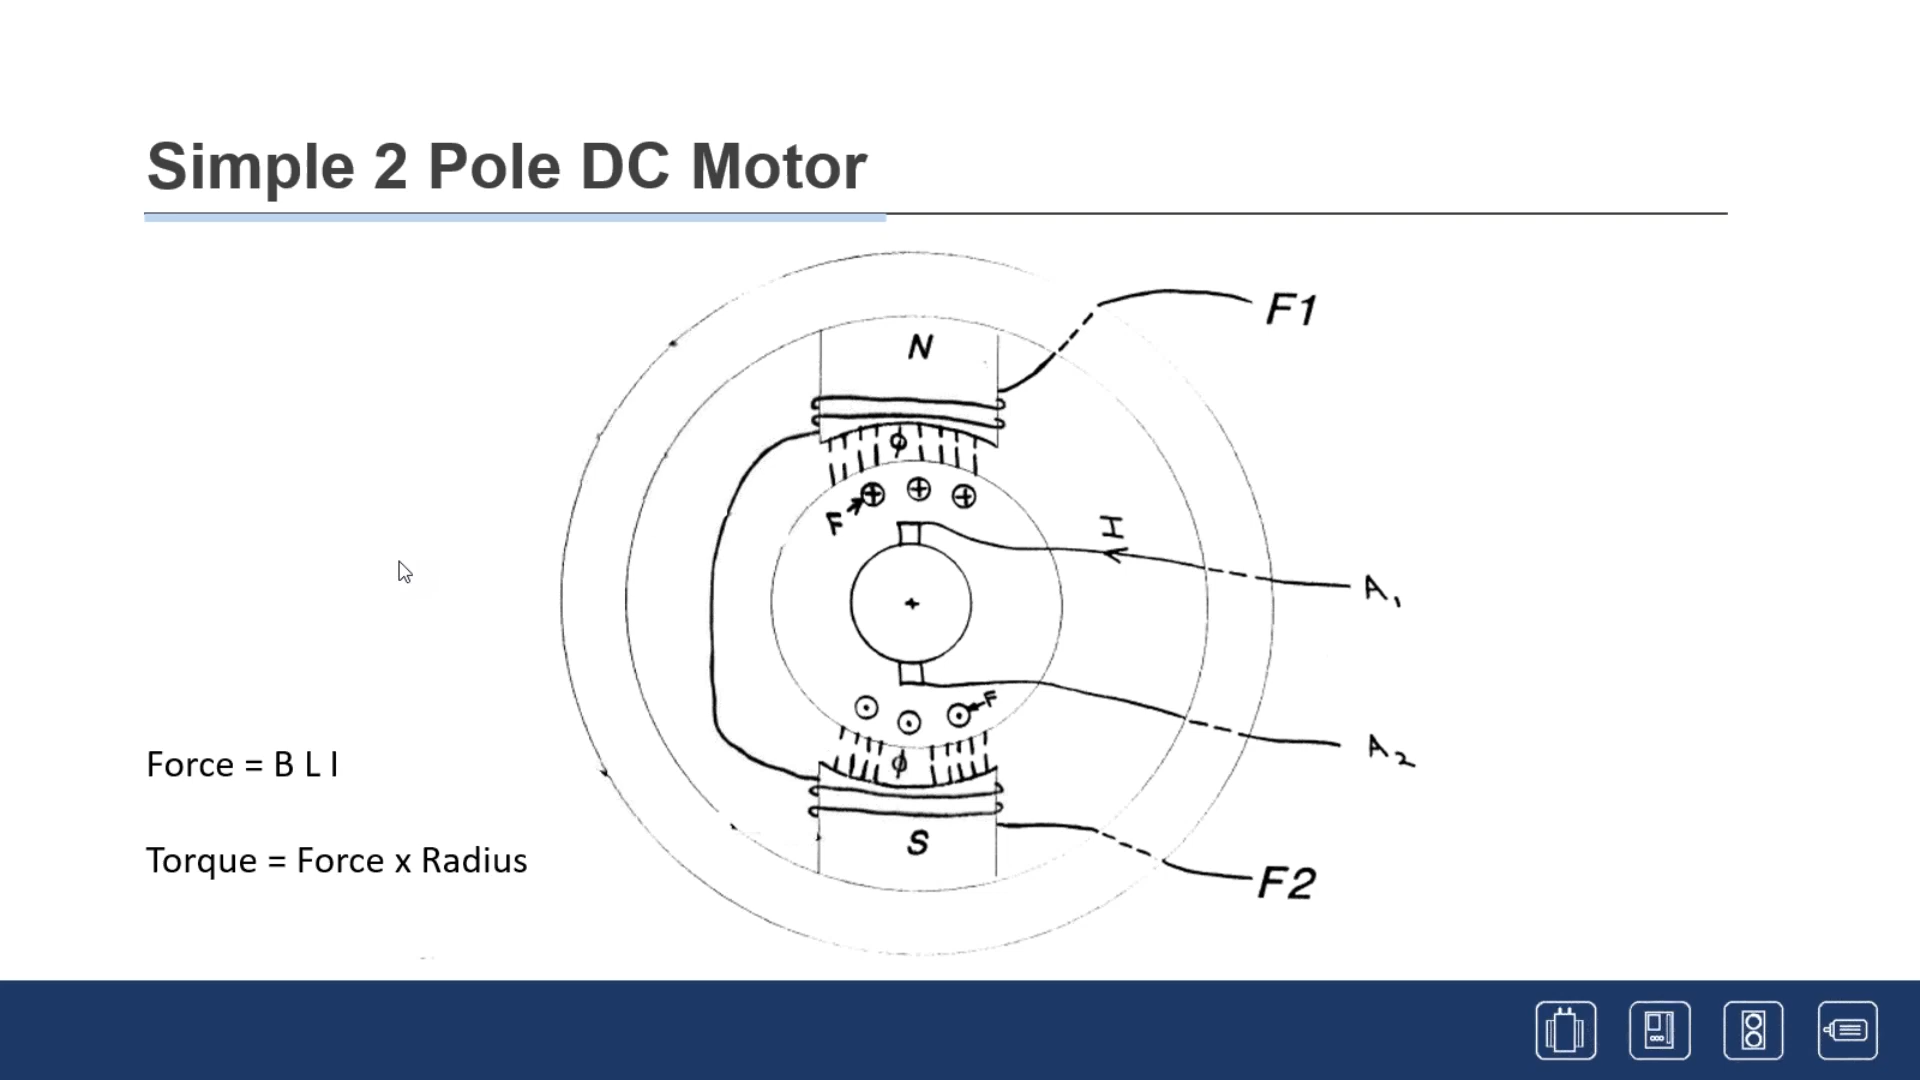 Simple 2 Pole DC Motor
F1
N
ϕ
⊕ ⊕ ⊕
F
I
A₁
F
A₂
ϕ
S
F2
Force = B L I
Torque = Force x Radius